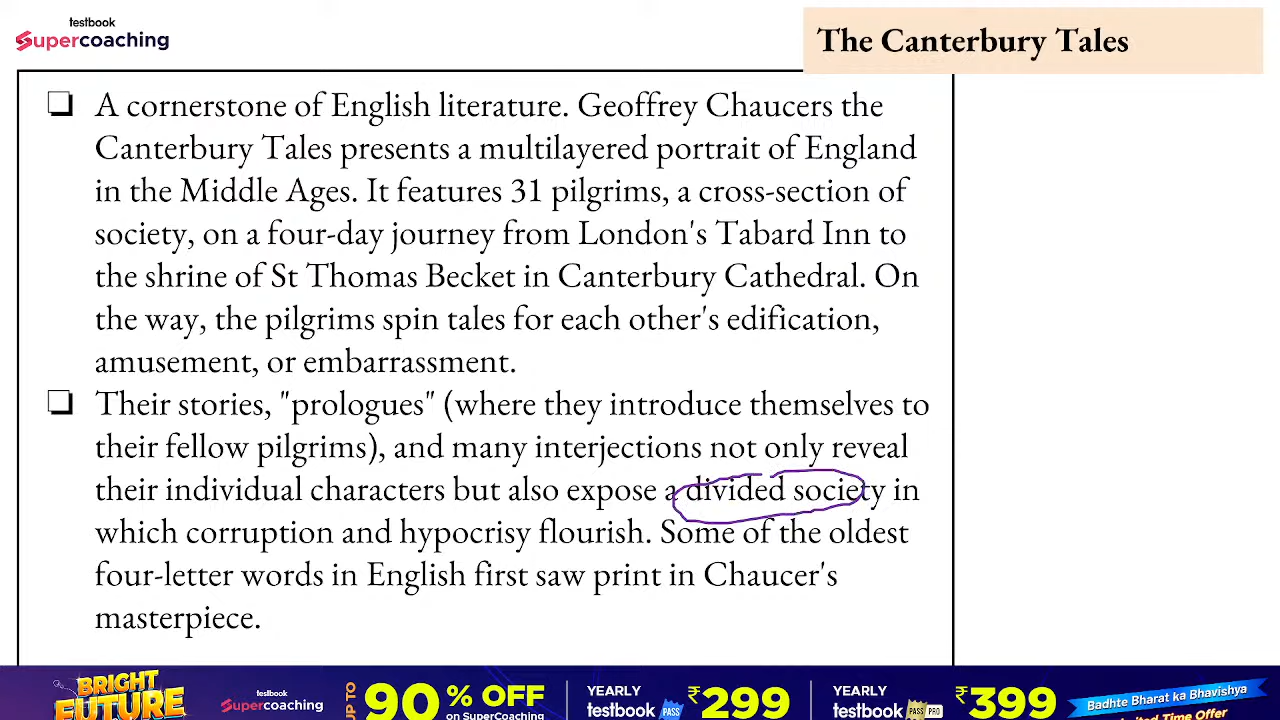 testbook
Supercoaching
The Canterbury Tales
A cornerstone of English literature. Geoffrey Chaucers the
Canterbury Tales presents a multilayered portrait of England
in the Middle Ages. It features 31 pilgrims, a cross-section of
society, on a four-day journey from London's Tabard Inn to
the shrine of St Thomas Becket in Canterbury Cathedral. On
the way, the pilgrims spin tales for each other's edification,
amusement, or embarrassment.
Their stories, "prologues" (where they introduce themselves to
their fellow pilgrims), and many interjections not only reveal
their individual characters but also expose a divided society in
which corruption and hypocrisy flourish. Some of the oldest
four-letter words in English first saw print in Chaucer's
masterpiece.
BRIGHT
FUTURE
testbook
Supercoaching
UP TO
90 % OFF
on SuperCoaching
YEARLY
testbook PASS
₹299
YEARLY
testbook PASS PRO
₹399
Badhte Bharat ka Bhavishya
Time Offer